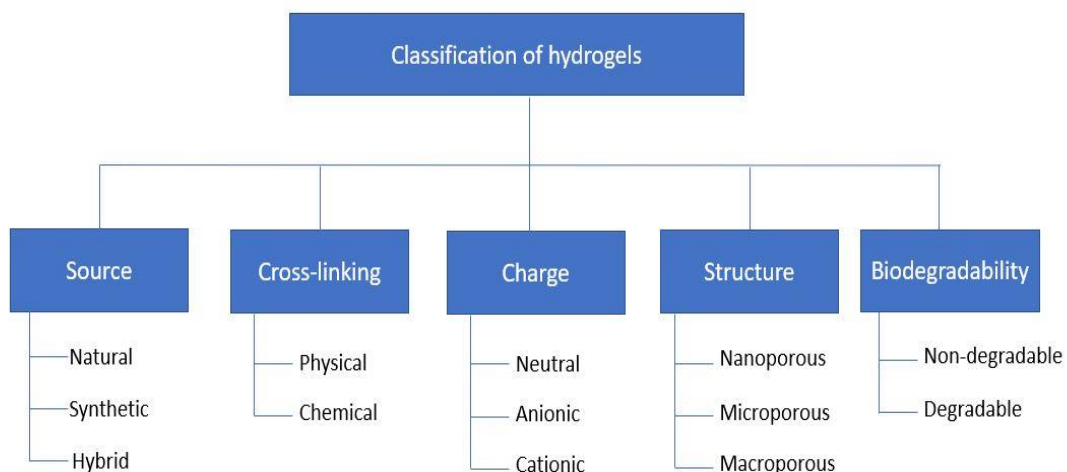 Classification of hydrogels
Source
Natural
Synthetic
Hybrid
Cross-linking
Physical
Chemical
Charge
Neutral
Anionic
Cationic
Structure
Nanoporous
Microporous
Macroporous
Biodegradability
Non-degradable
Degradable